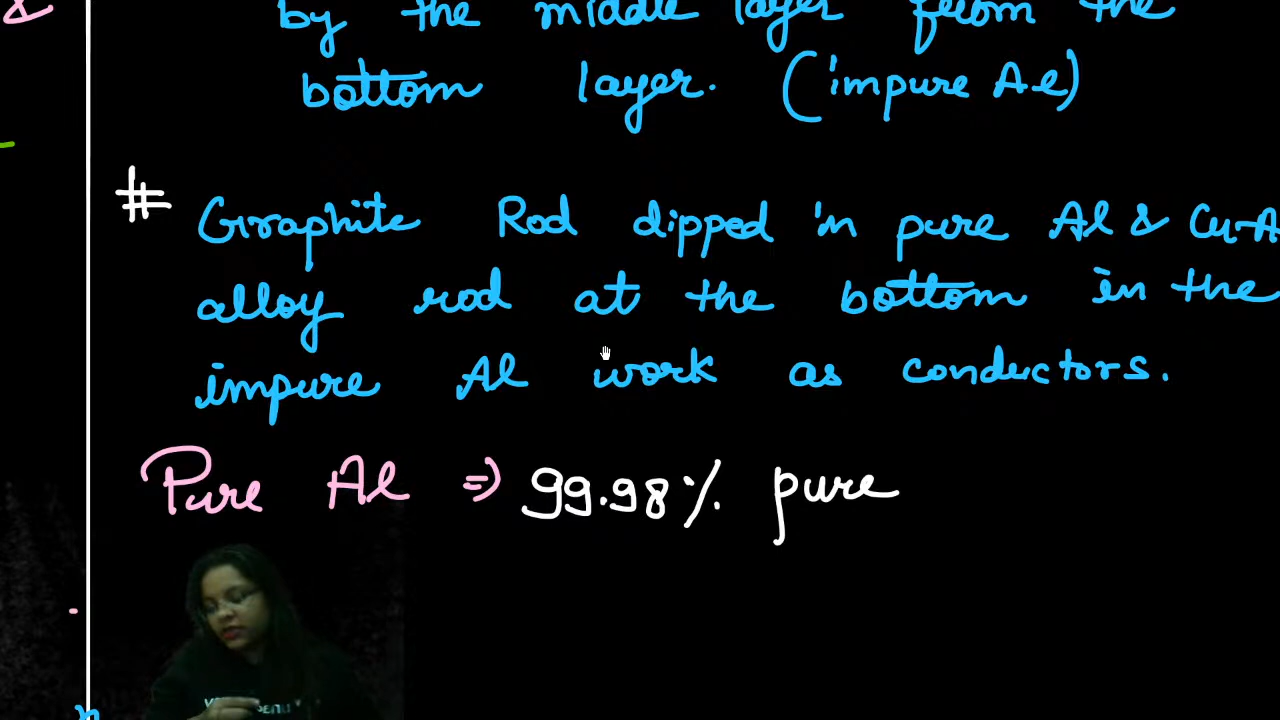 &
by the middle layer from the
bottom layer. (impure Al)
# Graphite Rod dipped in pure Al & Cu-A
alloy rod at the bottom in the
impure Al work as conductors.
Pure Al ⇒ 99.98% pure